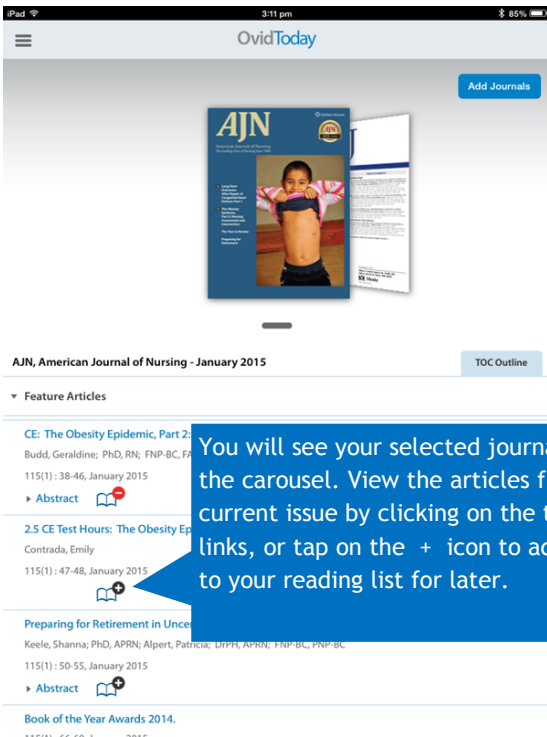 iPad 3:11 pm 85%
OvidToday
Add Journals
AJN
American Journal of Nursing
AJN, American Journal of Nursing - January 2015
TOC Outline
Feature Articles
CE: The Obesity Epidemic, Part 2:
Budd, Geraldine; PhD, RN; FNP-BC, FA
115(1) : 38-46, January 2015
Abstract
2.5 CE Test Hours: The Obesity Ep
Contrada, Emily
115(1) : 47-48, January 2015
You will see your selected journa
the carousel. View the articles f
current issue by clicking on the t
links, or tap on the + icon to ad
to your reading list for later.
Preparing for Retirement in Uncer
Keele, Shanna; PhD, APRN; Alpert, Patricia; DrPH, APRN; FNP-BC, PNP-BC
115(1) : 50-55, January 2015
Abstract
Book of the Year Awards 2014.